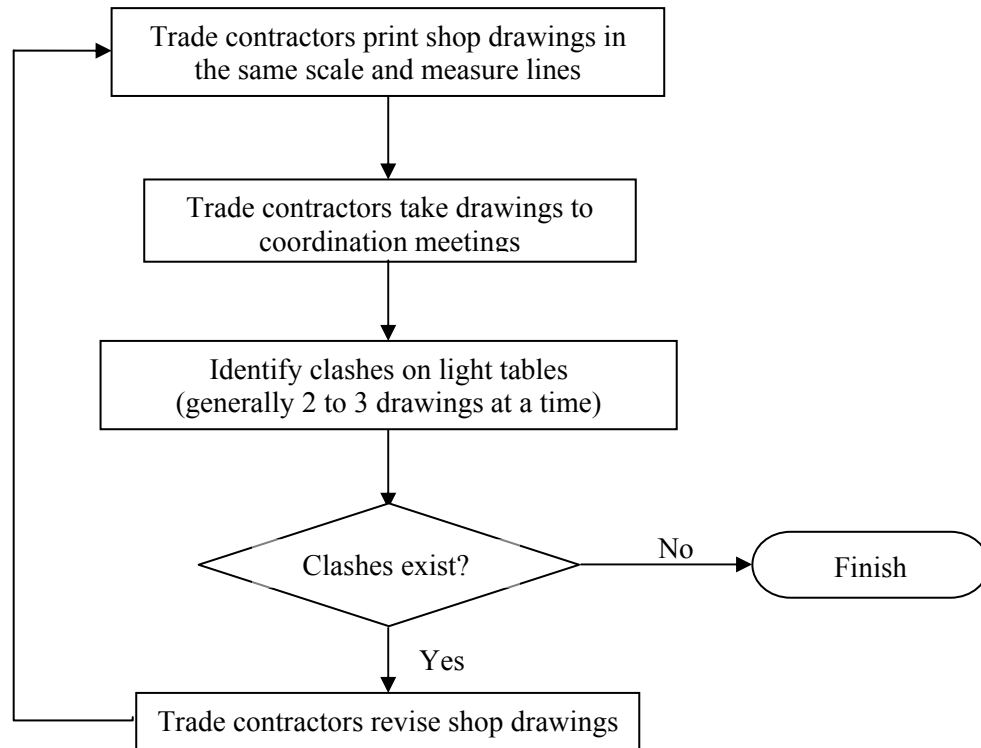 Trade contractors print shop drawings in
the same scale and measure lines
Trade contractors take drawings to
coordination meetings
Identify clashes on light tables
(generally 2 to 3 drawings at a time)
Clashes exist?
No
Finish
Yes
Trade contractors revise shop drawings